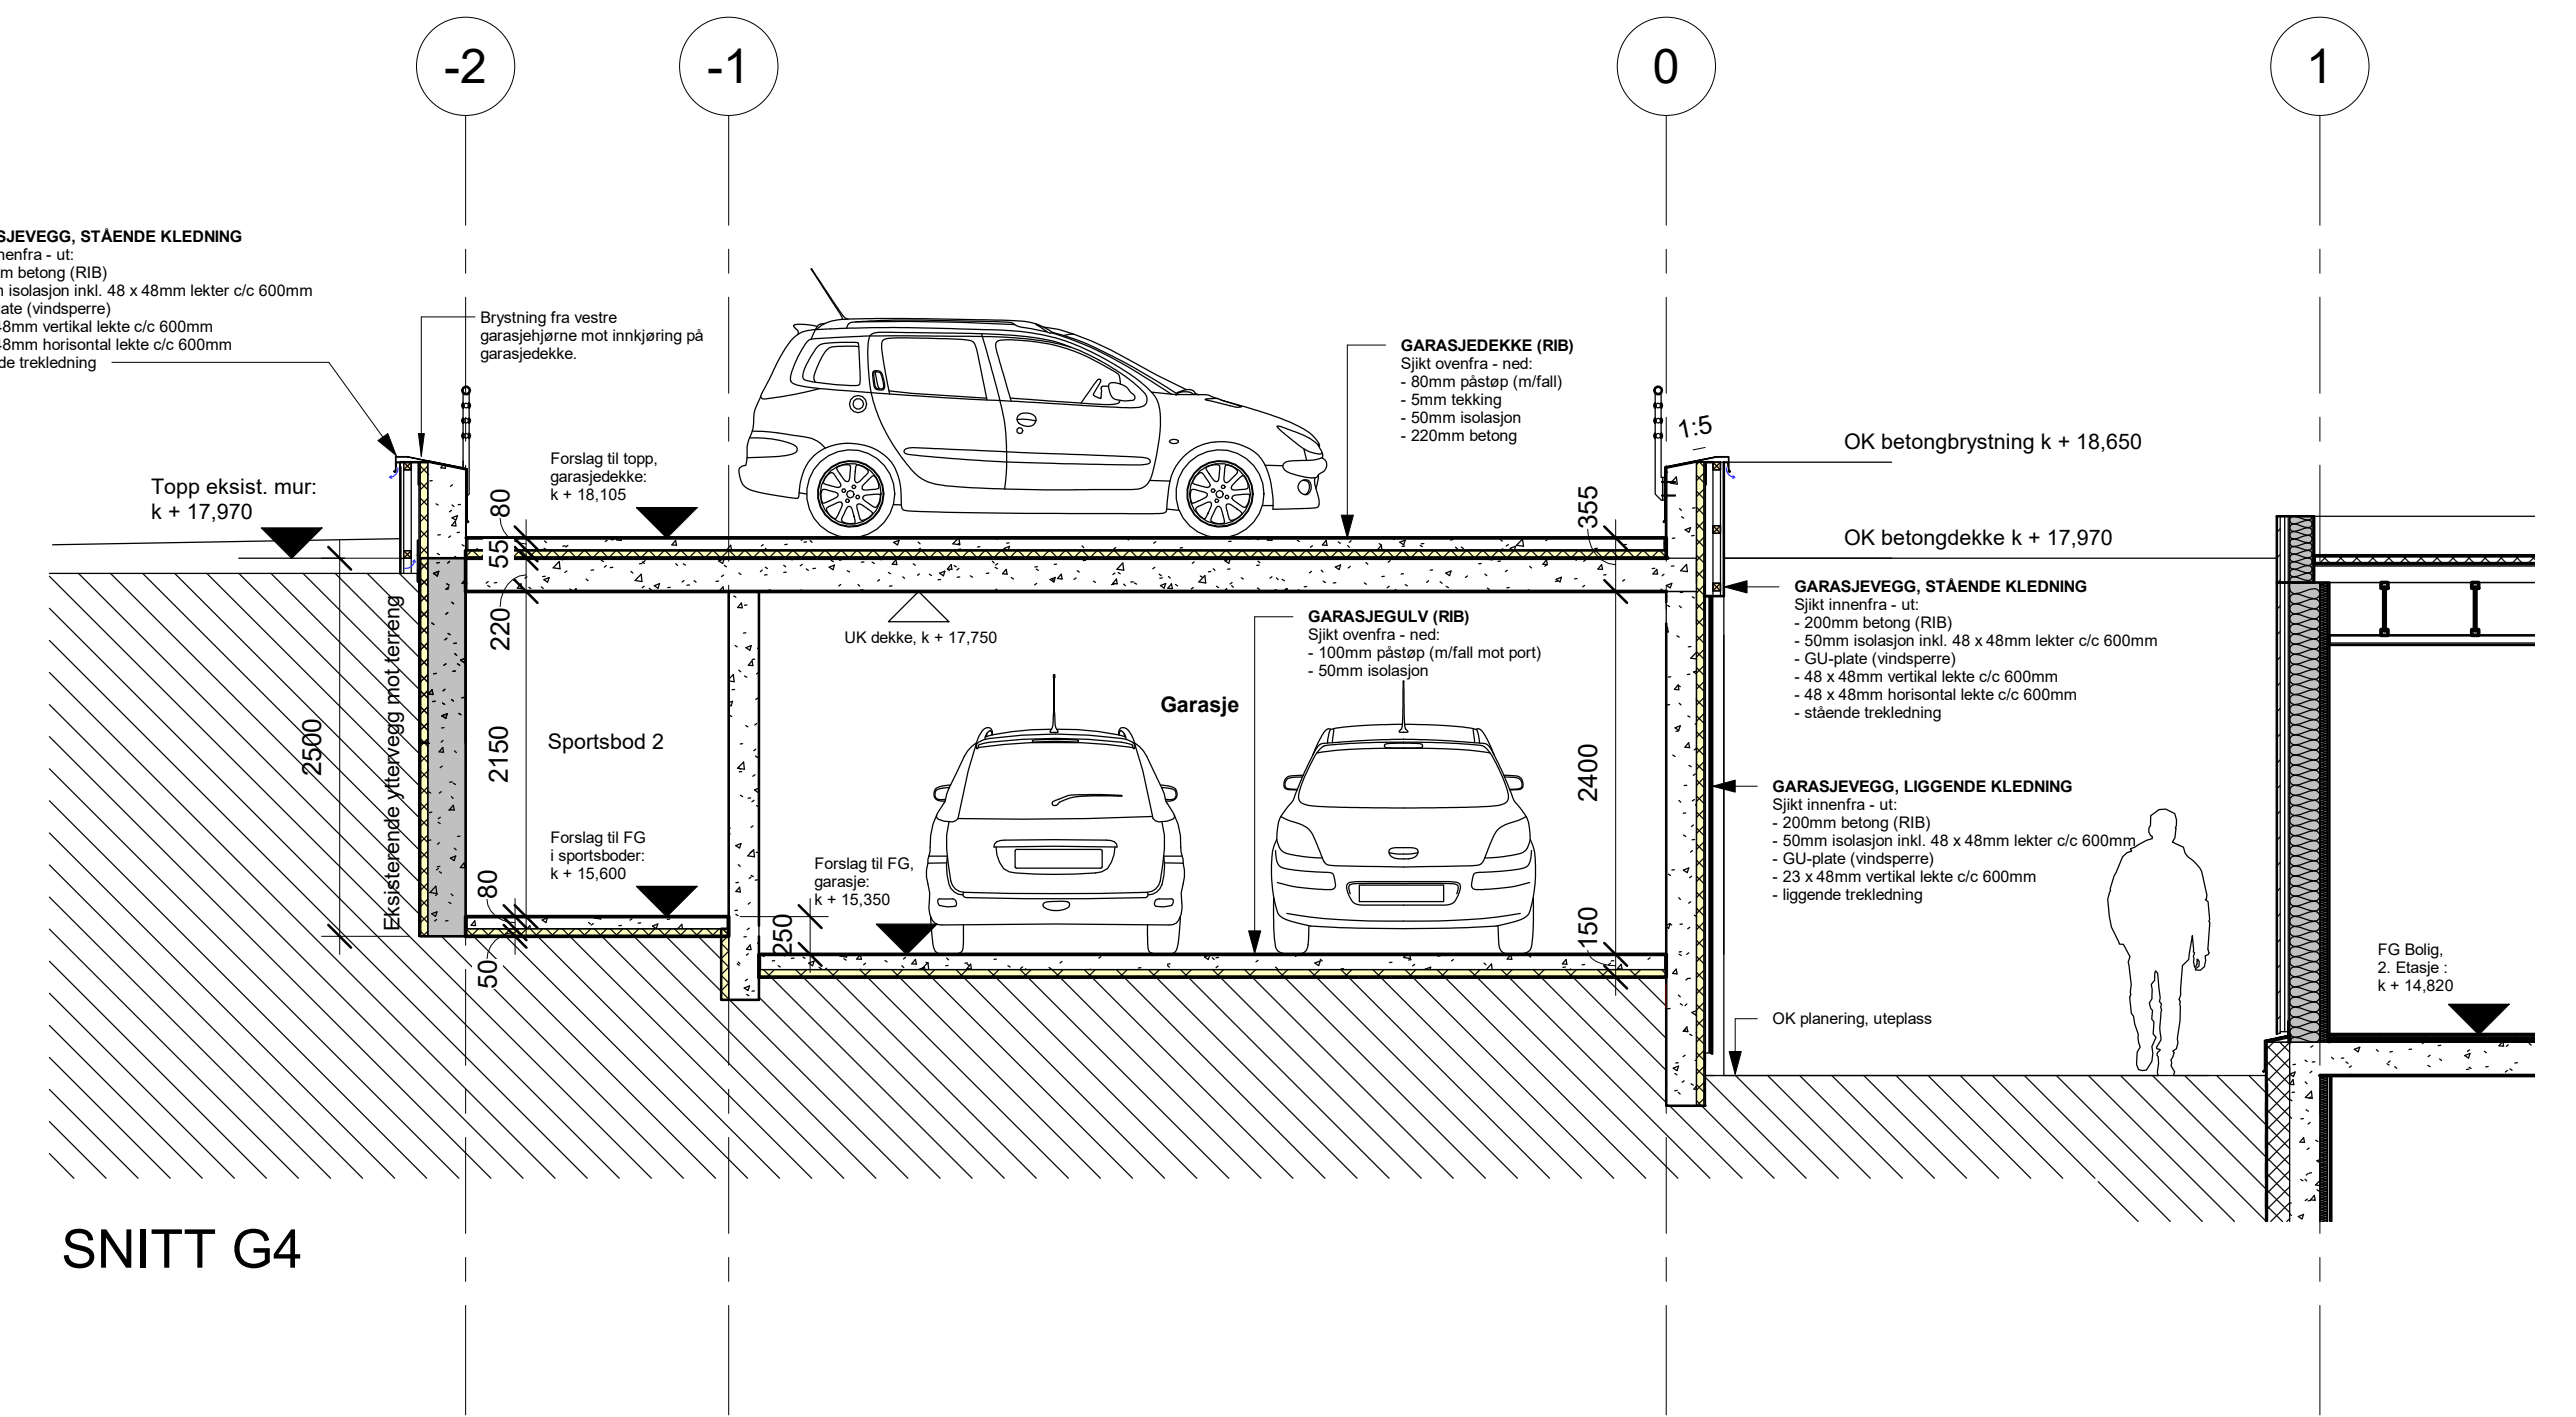 -2
-1
0
1
SJEVEGG, STÅENDE KLEDNING
nenfra - ut:
m betong (RIB)
isolasjon inkl. 48 x 48mm lekter c/c 600mm
late (vindsperre)
48mm vertikal lekte c/c 600mm
48mm horisontal lekte c/c 600mm
de trekledning
Brystning fra vestre
garasjehjørne mot innkjøring på
garasjedekke.
GARASJEDEKKE (RIB)
Sjikt ovenfra - ned:
- 80mm påstøp (m/fall)
- 5mm tekking
- 50mm isolasjon
- 220mm betong
1:5
OK betongbrystning k + 18,650
Forslag til topp,
garasjedekke:
k + 18,105
Topp eksist. mur:
k + 17,970
80
55
220
355
OK betongdekke k + 17,970
UK dekke, k + 17,750
GARASJEGULV (RIB)
Sjikt ovenfra - ned:
- 100mm påstøp (m/fall mot port)
- 50mm isolasjon
GARASJEVEGG, STÅENDE KLEDNING
Sjikt innenfra - ut:
- 200mm betong (RIB)
- 50mm isolasjon inkl. 48 x 48mm lekter c/c 600mm
- GU-plate (vindsperre)
- 48 x 48mm vertikal lekte c/c 600mm
- 48 x 48mm horisontal lekte c/c 600mm
- stående trekledning
Eksisterende yttervegg mot terreng
2500
2150
Sportsbod 2
Garasje
2400
GARASJEVEGG, LIGGENDE KLEDNING
Sjikt innenfra - ut:
- 200mm betong (RIB)
- 50mm isolasjon inkl. 48 x 48mm lekter c/c 600mm
- GU-plate (vindsperre)
- 23 x 48mm vertikal lekte c/c 600mm
- liggende trekledning
Forslag til FG
i sportsboder:
k + 15,600
Forslag til FG,
garasje:
k + 15,350
80
50
250
150
FG Bolig,
2. Etasje :
k + 14,820
OK planering, uteplass
SNITT G4